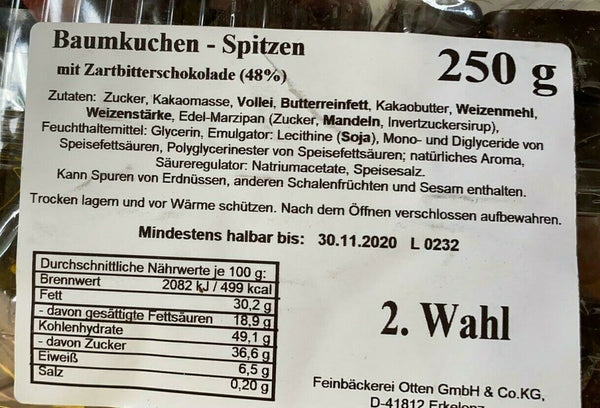 Baumkuchen - Spitzen
250 g
mit Zartbitterschokolade (48%)
Zutaten: Zucker, Kakaomasse, Vollei, Butterreinfett, Kakaobutter, Weizenmehl,
Weizenstärke, Edel-Marzipan (Zucker, Mandeln, Invertzuckersirup),
Feuchthaltemittel: Glycerin, Emulgator: Lecithine (Soja), Mono- und Diglyceride von
Speisefettsäuren, Polyglycerinester von Speisefettsäuren; natürliches Aroma,
Säureregulator: Natriumacetate, Speisesalz.
Kann Spuren von Erdnüssen, anderen Schalenfrüchten und Sesam enthalten.
Trocken lagern und vor Wärme schützen. Nach dem Öffnen verschlossen aufbewahren.
Mindestens halbar bis: 30.11.2020 L 0232
Durchschnittliche Nährwerte je 100 g:
Brennwert 2082 kJ / 499 kcal
Fett 30,2 g
- davon gesättigte Fettsäuren 18,9 g
Kohlenhydrate 49,1 g
- davon Zucker 36,6 g
Eiweiß 6,5 g
Salz 0,20 g
2. Wahl
Feinbäckerei Otten GmbH & Co.KG,
D-41812 Erkelenz